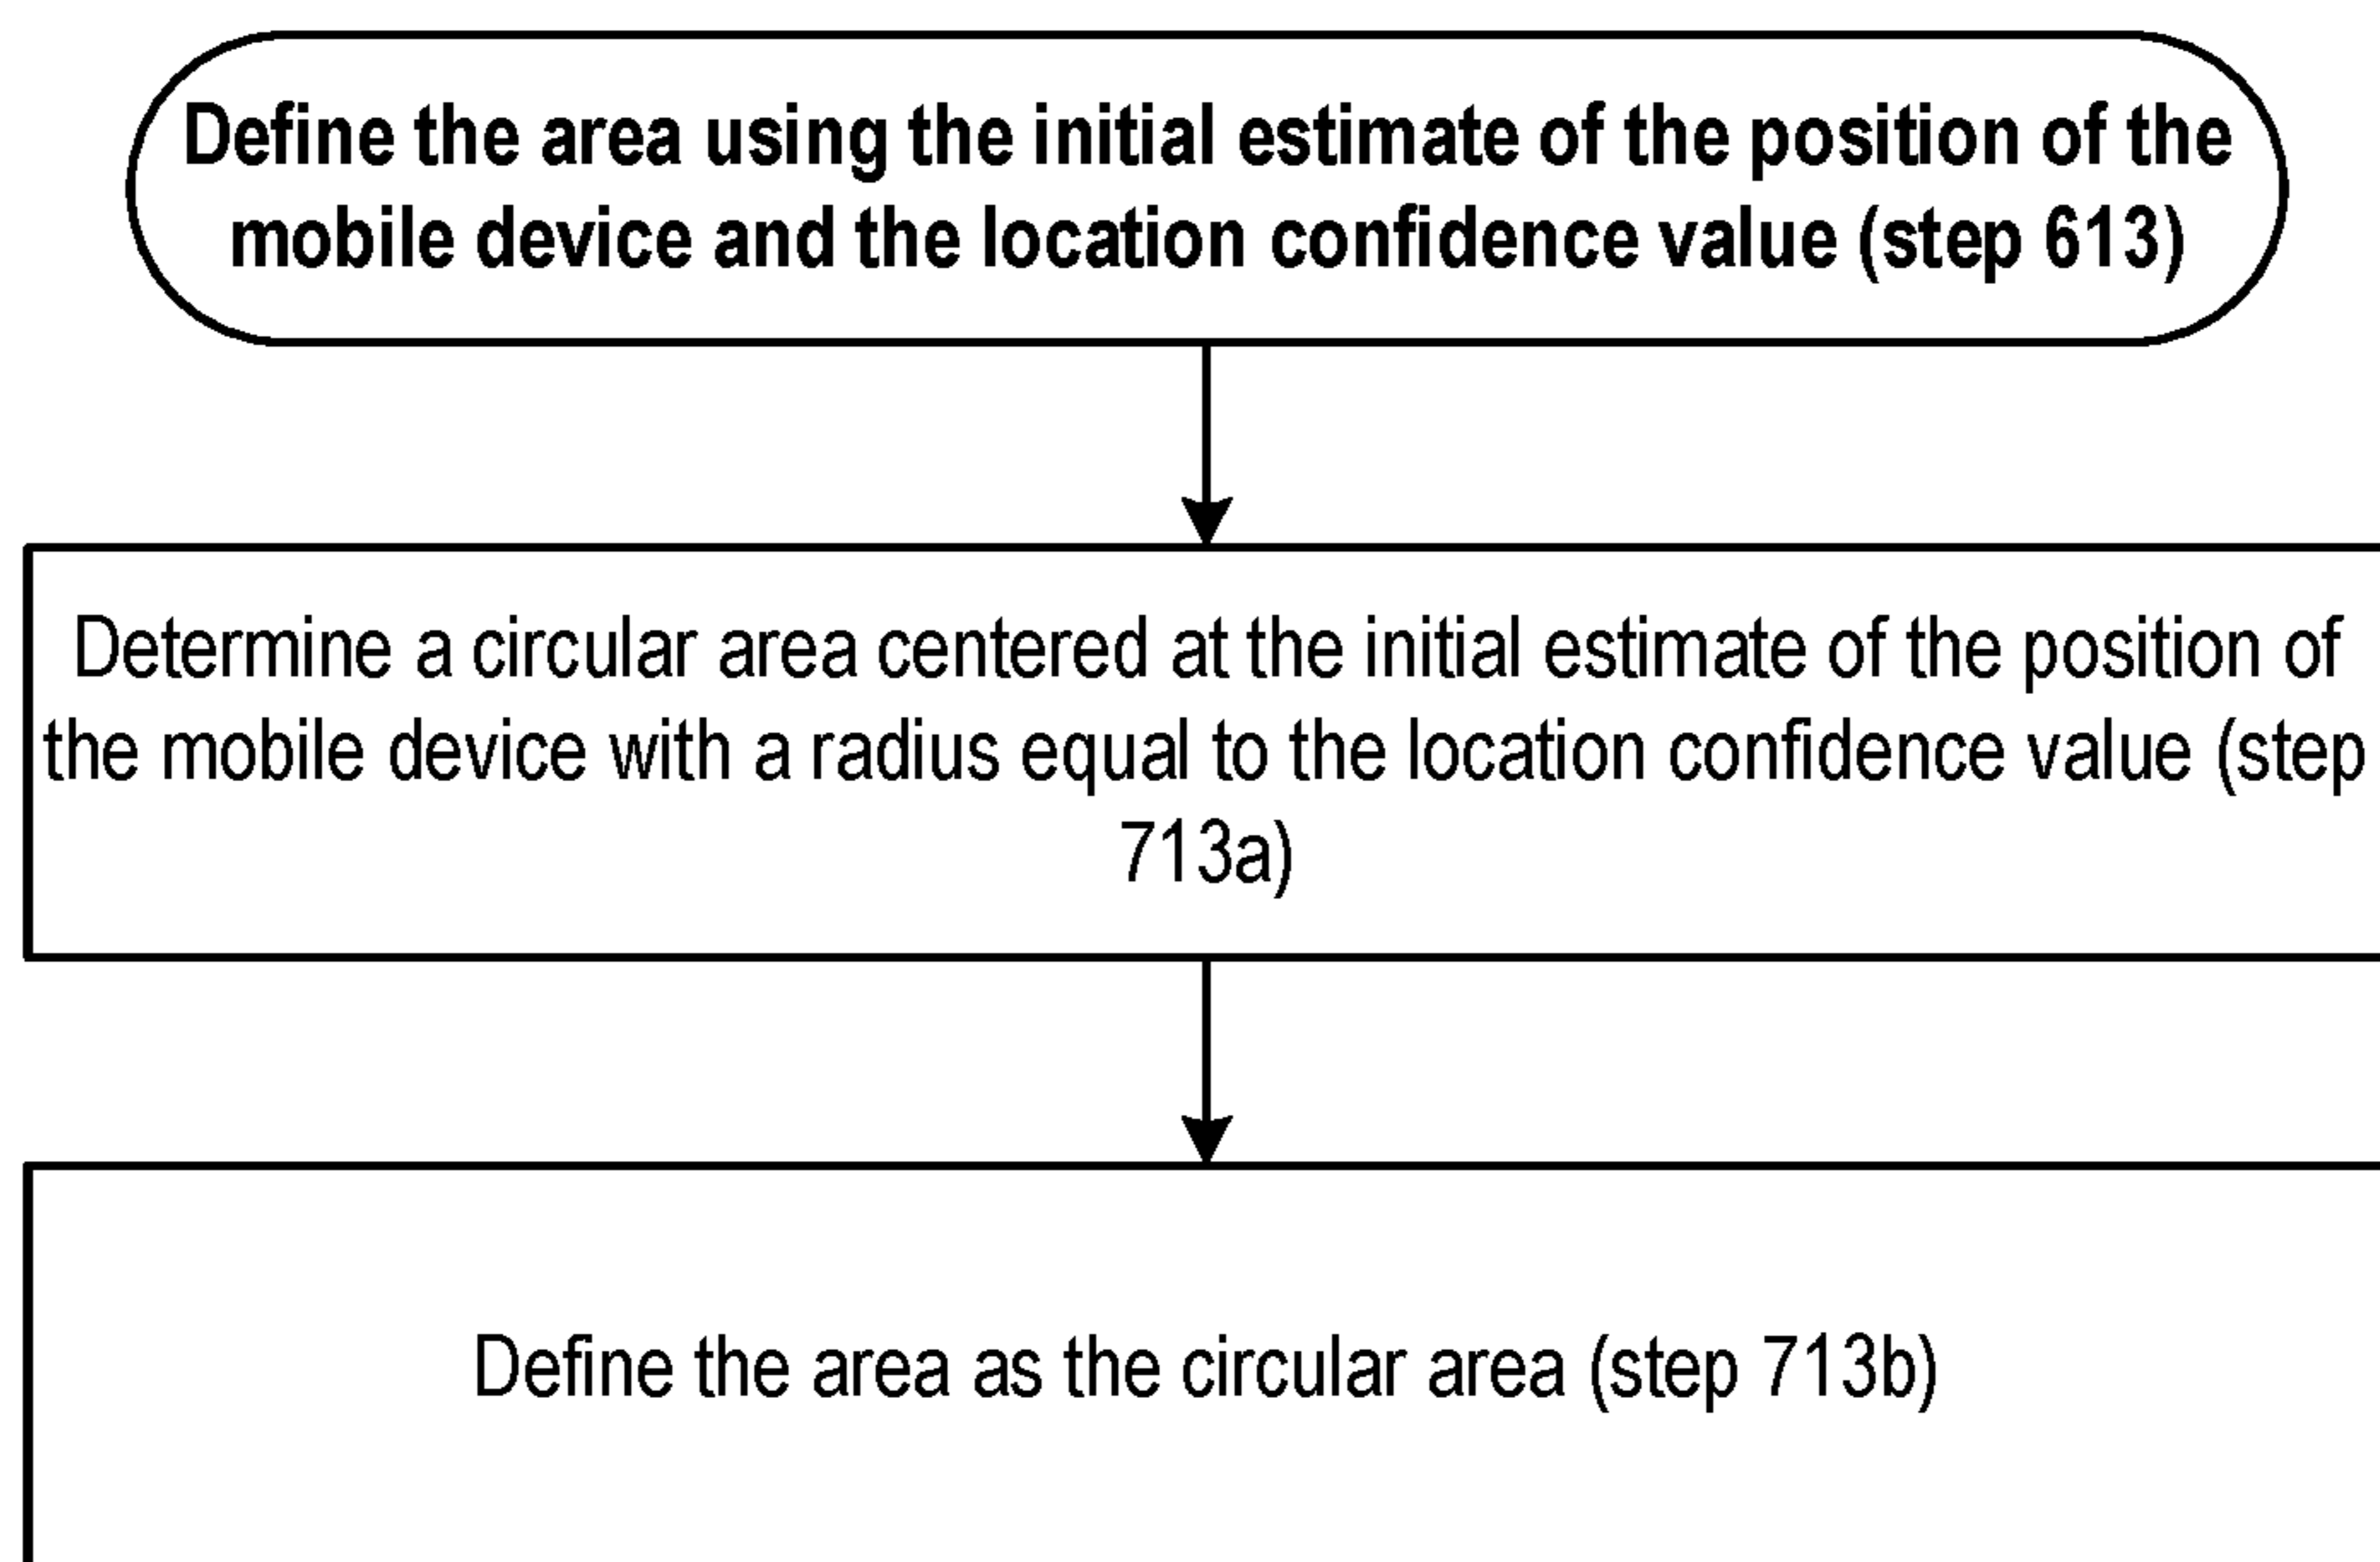 Define the area using the initial estimate of the position of the
mobile device and the location confidence value (step 613)
Determine a circular area centered at the initial estimate of the position of
the mobile device with a radius equal to the location confidence value (step
713a)
Define the area as the circular area (step 713b)